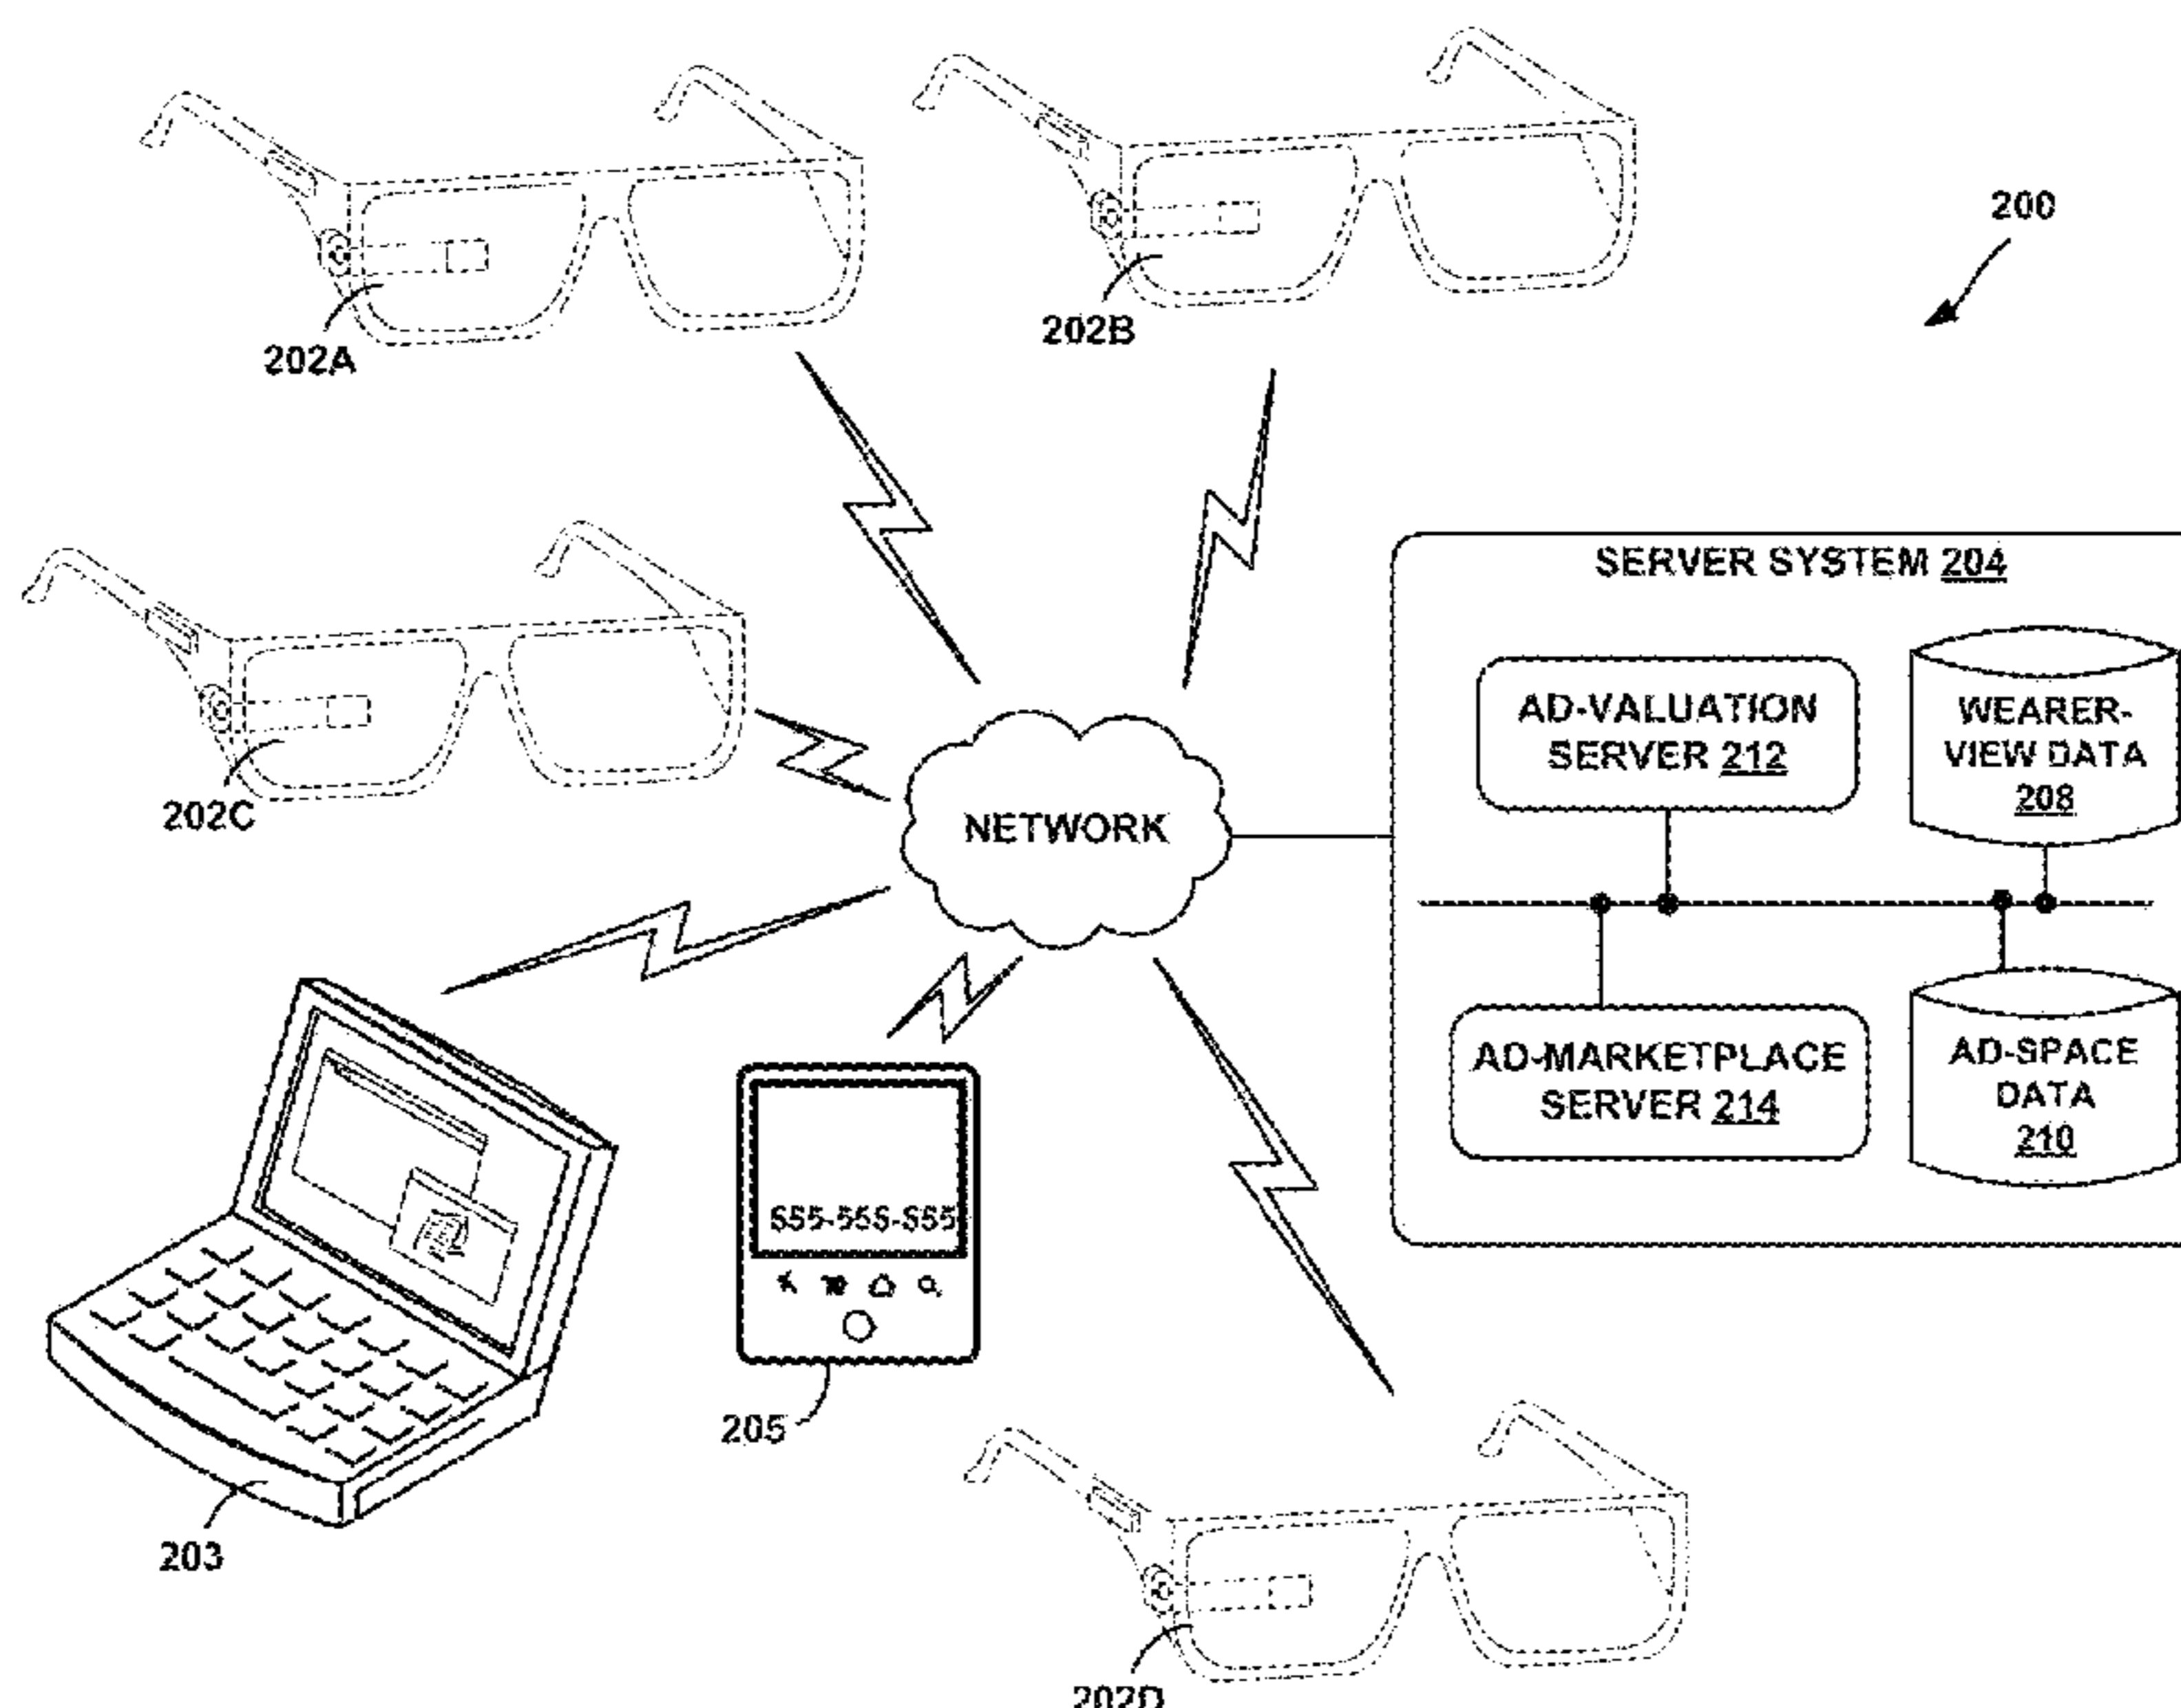 200
202A
202B
SERVER SYSTEM 204
AD-VALUATION
SERVER 212
WEARER-
VIEW DATA
208
202C
NETWORK
AD-MARKETPLACE
SERVER 214
AD-SPACE
DATA
210
555-555-555
205
203
202D